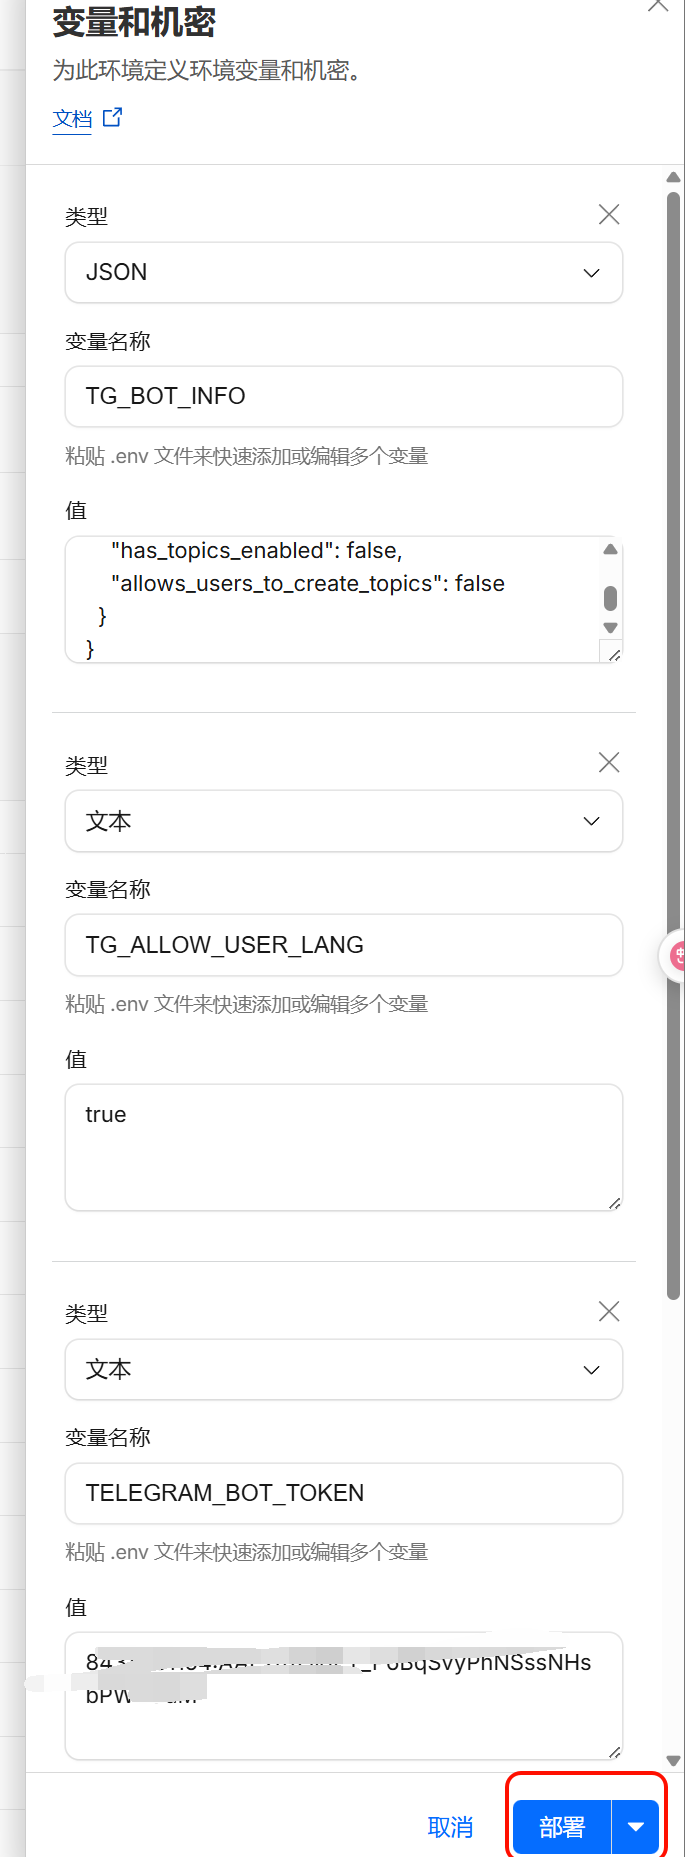 变量和机密
为此环境定义环境变量和机密。
文档
类型
JSON
变量名称
TG_BOT_INFO
粘贴 .env 文件来快速添加或编辑多个变量
值
"has_topics_enabled": false,
"allows_users_to_create_topics": false
}
}
类型
文本
变量名称
TG_ALLOW_USER_LANG
粘贴 .env 文件来快速添加或编辑多个变量
值
true
类型
文本
变量名称
TELEGRAM_BOT_TOKEN
粘贴 .env 文件来快速添加或编辑多个变量
值
取消
部署